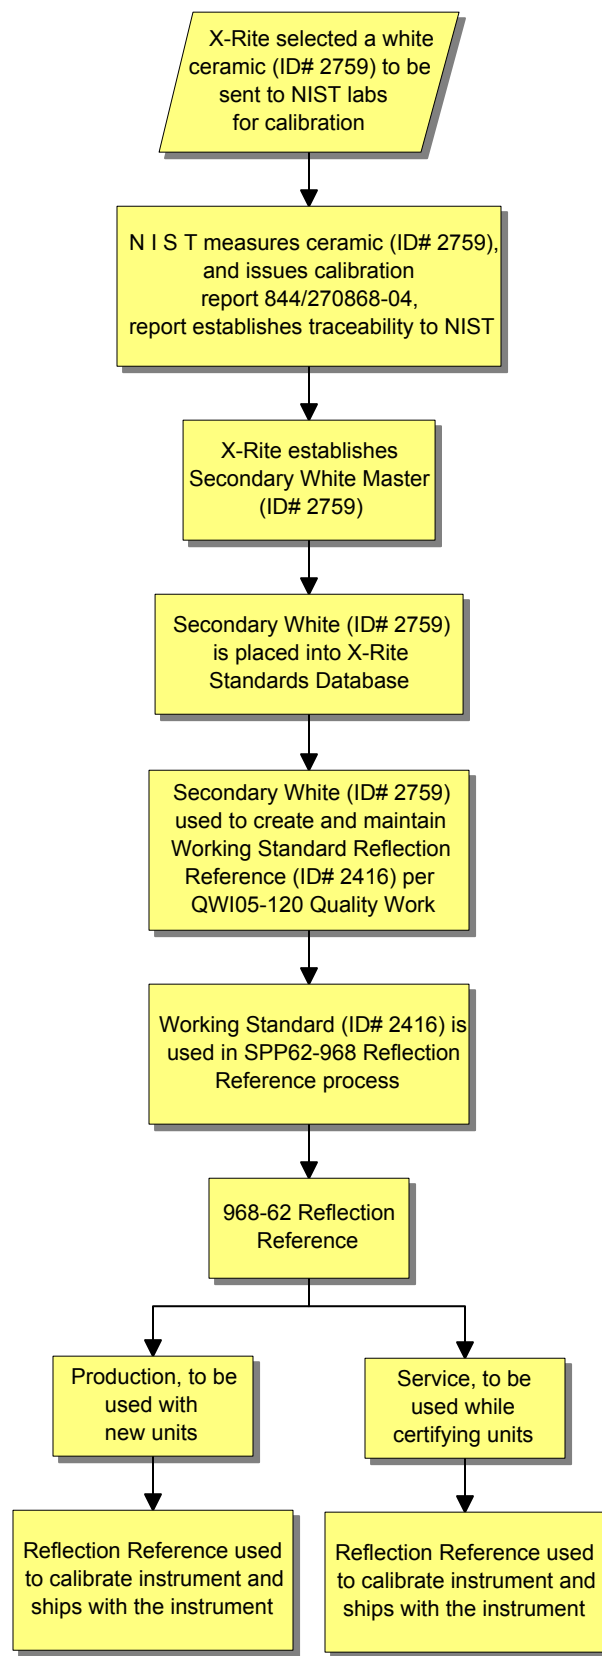 X-Rite selected a white
ceramic (ID# 2759) to be
sent to NIST labs
for calibration
N I S T measures ceramic (ID# 2759),
and issues calibration
report 844/270868-04,
report establishes traceability to NIST
X-Rite establishes
Secondary White Master
(ID# 2759)
Secondary White (ID# 2759)
is placed into X-Rite
Standards Database
Secondary White (ID# 2759)
used to create and maintain
Working Standard Reflection
Reference (ID# 2416) per
QWI05-120 Quality Work
Working Standard (ID# 2416) is
used in SPP62-968 Reflection
Reference process
968-62 Reflection
Reference
Production, to be
used with
new units
Service, to be
used while
certifying units
Reflection Reference used
to calibrate instrument and
ships with the instrument
Reflection Reference used
to calibrate instrument and
ships with the instrument